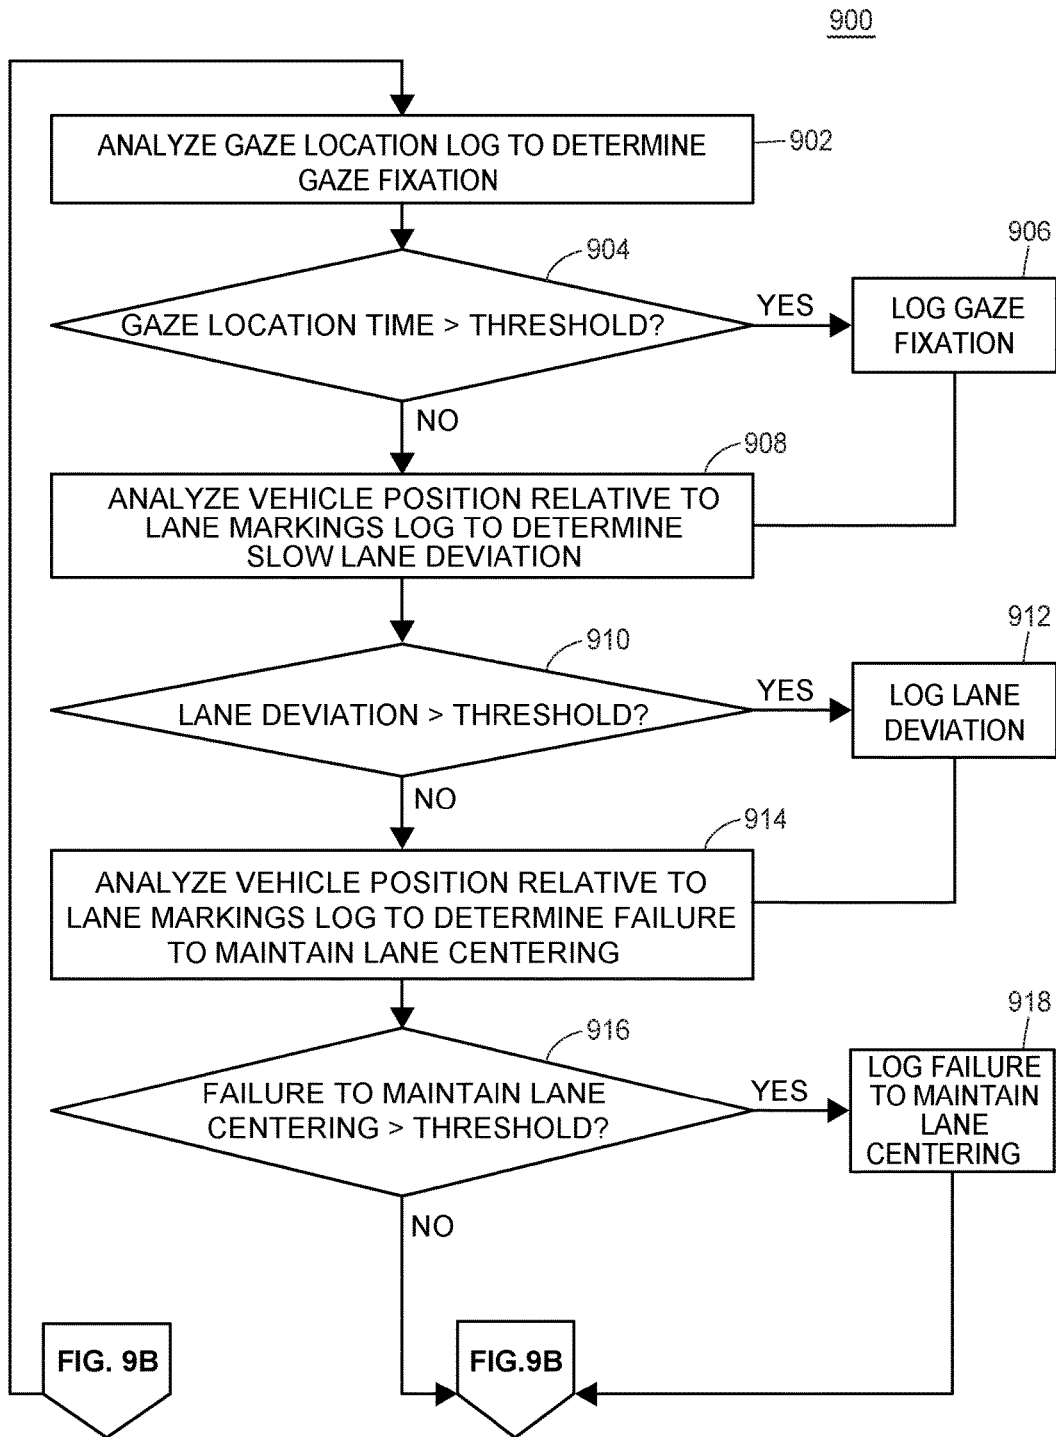 900
ANALYZE GAZE LOCATION LOG TO DETERMINE
GAZE FIXATION
902
904
GAZE LOCATION TIME > THRESHOLD?
YES
906
LOG GAZE
FIXATION
NO
908
ANALYZE VEHICLE POSITION RELATIVE TO
LANE MARKINGS LOG TO DETERMINE
SLOW LANE DEVIATION
910
LANE DEVIATION > THRESHOLD?
YES
912
LOG LANE
DEVIATION
NO
914
ANALYZE VEHICLE POSITION RELATIVE TO
LANE MARKINGS LOG TO DETERMINE FAILURE
TO MAINTAIN LANE CENTERING
916
FAILURE TO MAINTAIN LANE
CENTERING > THRESHOLD?
YES
918
LOG FAILURE
TO MAINTAIN
LANE
CENTERING
NO
FIG. 9B
FIG.9B